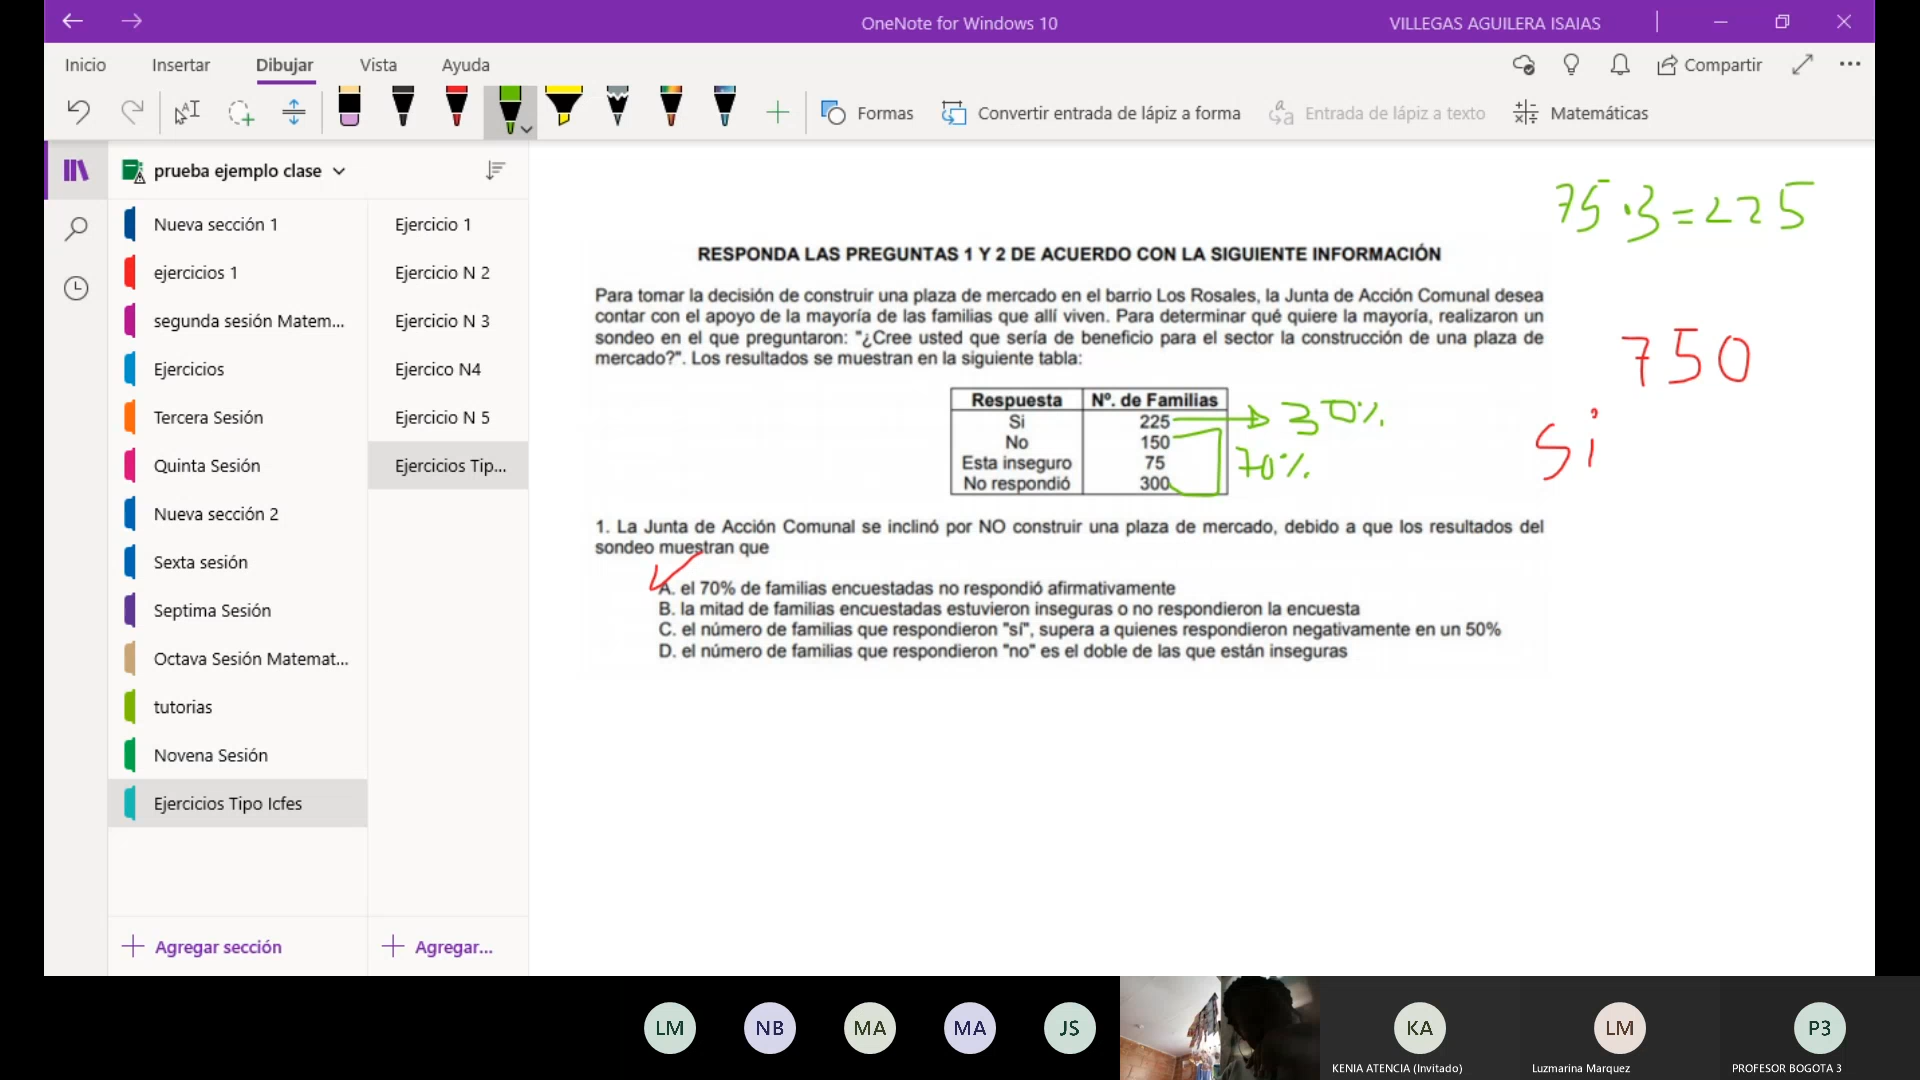 OneNote for Windows 10
VILLEGAS AGUILERA ISAIAS
Inicio Insertar Dibujar Vista Ayuda
Compartir
Formas Convertir entrada de lápiz a forma Entrada de lápiz a texto Matemáticas
prueba ejemplo clase
Nueva sección 1
ejercicios 1
segunda sesión Matem...
Ejercicios
Tercera Sesión
Quinta Sesión
Nueva sección 2
Sexta sesión
Septima Sesión
Octava Sesión Matemat...
tutorias
Novena Sesión
Ejercicios Tipo Icfes
Agregar sección
Ejercicio 1
Ejercicio N 2
Ejercicio N 3
Ejercico N4
Ejercicio N 5
Ejercicios Tip...
Agregar...
75·3=225
RESPONDA LAS PREGUNTAS 1 Y 2 DE ACUERDO CON LA SIGUIENTE INFORMACIÓN
Para tomar la decisión de construir una plaza de mercado en el barrio Los Rosales, la Junta de Acción Comunal desea
contar con el apoyo de la mayoría de las familias que allí viven. Para determinar qué quiere la mayoría, realizaron un
sondeo en el que preguntaron: "¿Cree usted que sería de beneficio para el sector la construcción de una plaza de
mercado?". Los resultados se muestran en la siguiente tabla:
750
Respuesta Nº. de Familias
Si 225 30%
No 150
Esta inseguro 75 70%
No respondió 300
Si
1. La Junta de Acción Comunal se inclinó por NO construir una plaza de mercado, debido a que los resultados del
sondeo muestran que
A. el 70% de familias encuestadas no respondió afirmativamente
B. la mitad de familias encuestadas estuvieron inseguras o no respondieron la encuesta
C. el número de familias que respondieron "sí", supera a quienes respondieron negativamente en un 50%
D. el número de familias que respondieron "no" es el doble de las que están inseguras
LM NB MA MA JS KA LM P3
KENIA ATENCIA (Invitado) Luzmarina Marquez PROFESOR BOGOTA 3